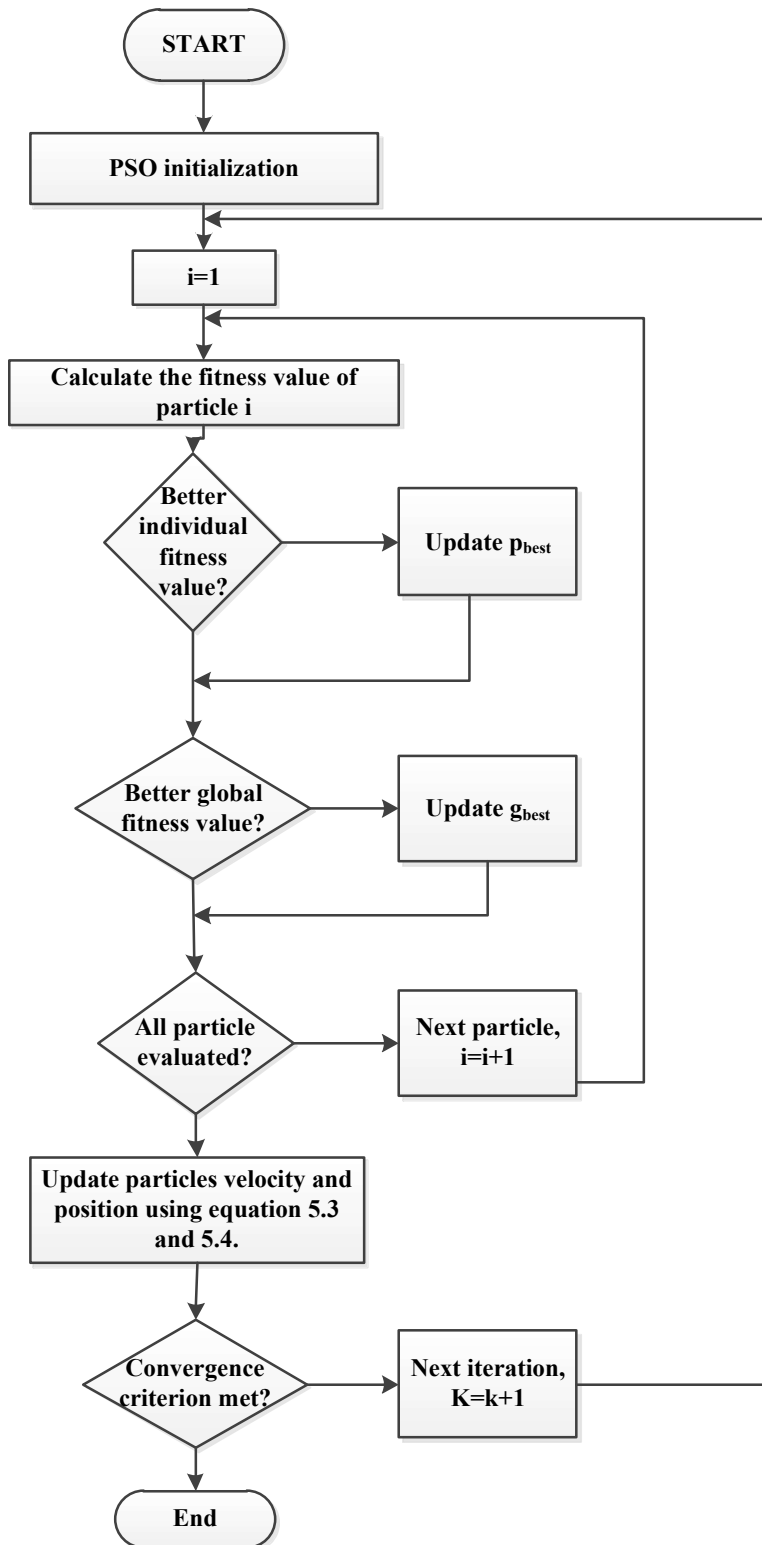 START
PSO initialization
i=1
Calculate the fitness value of
particle i
Better
individual
fitness
value?
Update pbest
Better global
fitness value?
Update gbest
All particle
evaluated?
Next particle,
i=i+1
Update particles velocity and
position using equation 5.3
and 5.4.
Convergence
criterion met?
Next iteration,
K=k+1
End